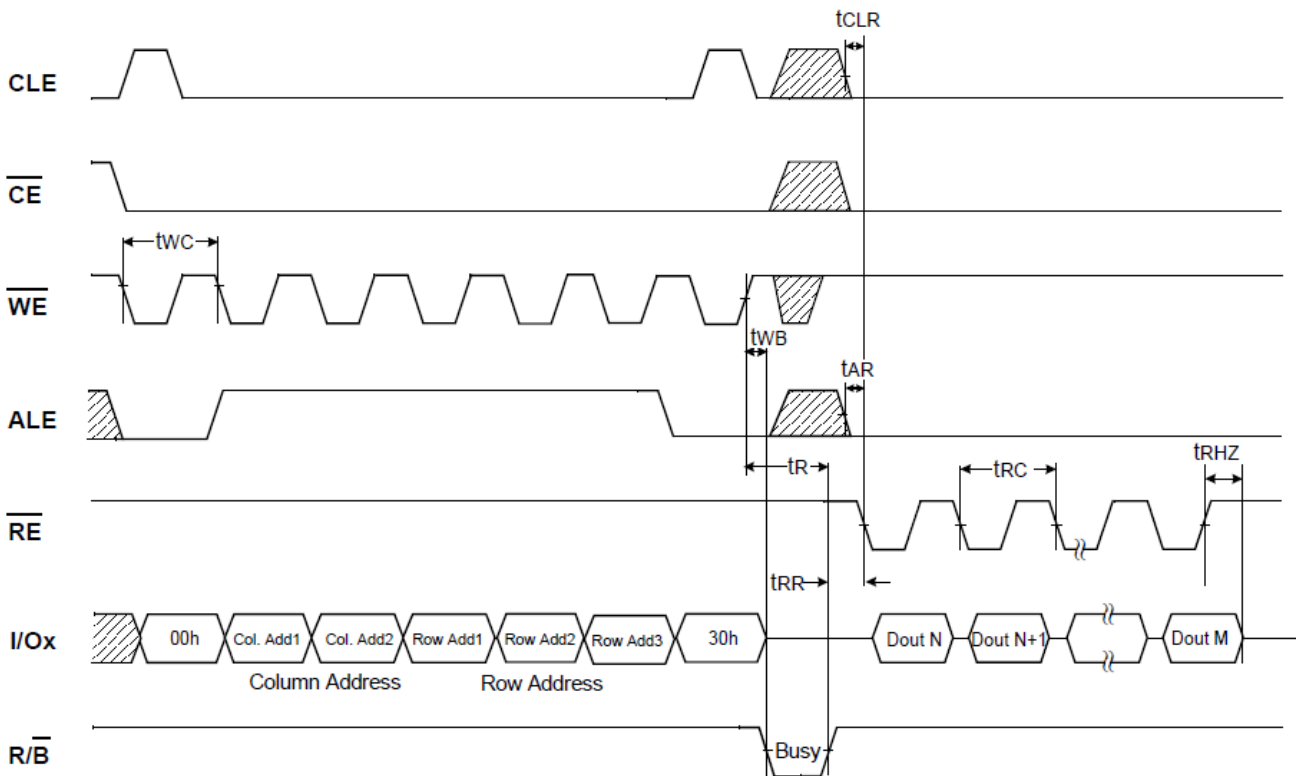 tCLR
CLE
CE
tWC
WE
tWB
tAR
ALE
tR
tRC
tRHZ
RE
tRR
I/Ox
00h Col. Add1 Col. Add2 Row Add1 Row Add2 Row Add3 30h Dout N Dout N+1 Dout M
Column Address Row Address
R/B
Busy